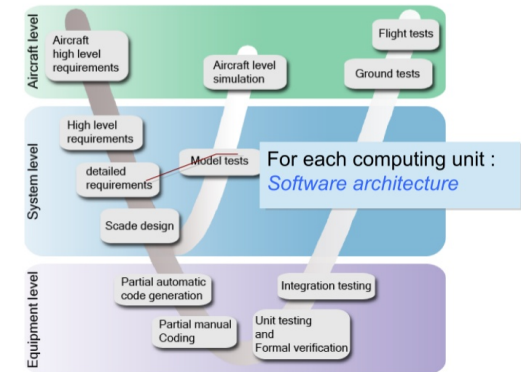 Aircraft level
Aircraft
high level
requirements
Aircraft level
simulation
Flight tests
Ground tests
System level
High level
requirements
detailed
requirements
Scade design
Model tests
For each computing unit :
Software architecture
Equipment level
Partial automatic
code generation
Partial manual
Coding
Integration testing
Unit testing
and
Formal verification